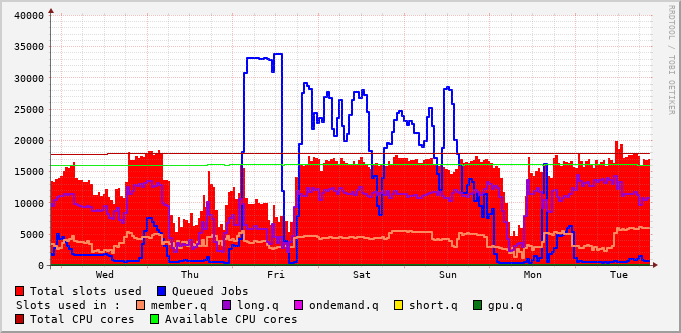 40000
35000
30000
25000
20000
15000
10000
5000
0
Wed Thu Fri Sat Sun Mon Tue
Total slots used Queued Jobs
Slots used in : member.q long.q ondemand.q short.q gpu.q
Total CPU cores Available CPU cores
RRDTOOL / TOBI OETIKER